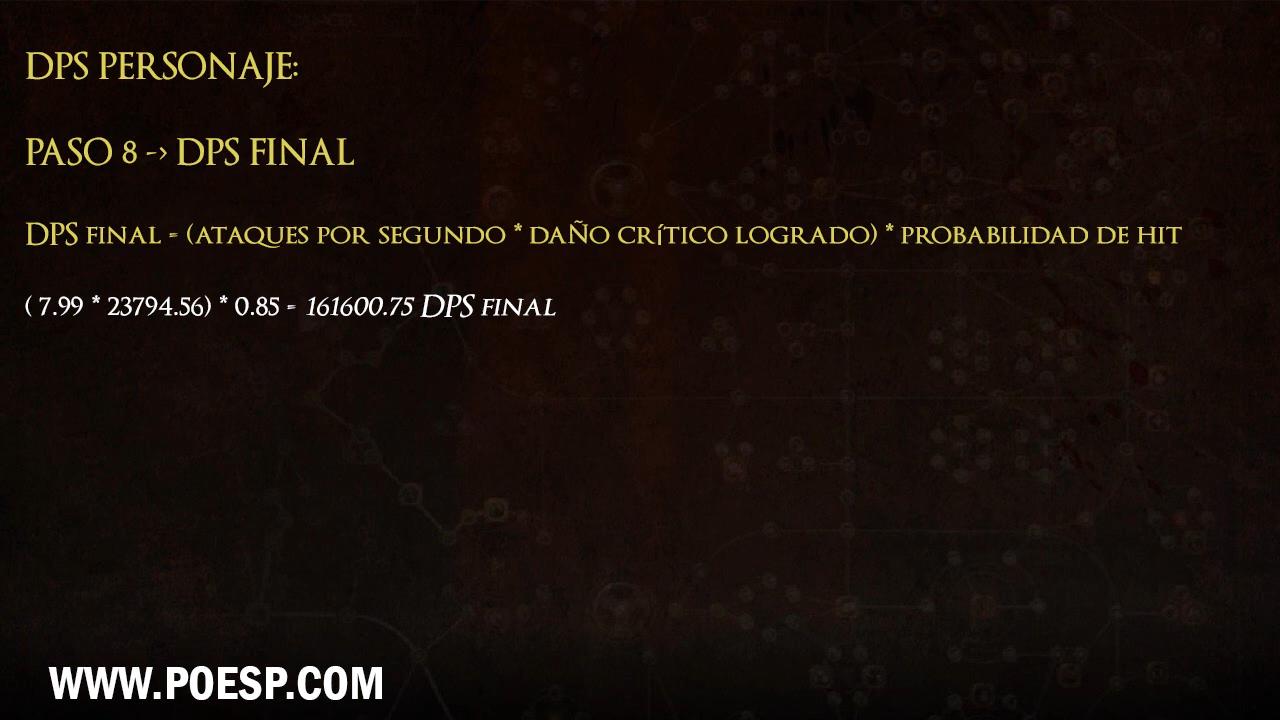 DPS PERSONAJE:
PASO 8 -> DPS FINAL
DPS FINAL = (ATAQUES POR SEGUNDO * DAÑO CRÍTICO LOGRADO) * PROBABILIDAD DE HIT
( 7.99 * 23794.56) * 0.85 = 161600.75 DPS FINAL
WWW.POESP.COM